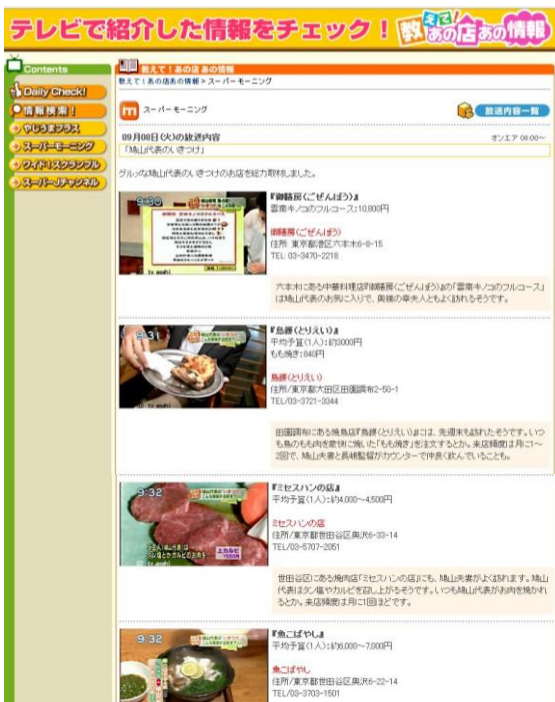 テレビで紹介した情報をチェック！ 教えて！あの店あの情報
Contents
Daily Check!
情報検索！
やじうまプラス
スーパーモーニング
ワイド!スクランブル
スーパーJチャンネル
教えて！あの店あの情報
教えて！あの店あの情報 > スーパーモーニング
m スーパーモーニング
放送内容一覧
09月08日(火)の放送内容
オンエア 08:00～
「鳩山代表のいきつけ」
グルメな鳩山代表のいきつけのお店を総力取材しました。
9:30
『御膳房(ごぜんぼう)』
雲南キノコのフルコース:10,800円
御膳房(ごぜんぼう)
住所 東京都港区六本木6-8-15
TEL: 03-3470-2218
六本木にある中華料理店『御膳房(ごぜんぼう)』の「雲南キノコのフルコース」
は鳩山代表のお気に入りで、奥様の幸夫人ともよく訪れるそうです。
9:31
『鳥鍈(とりえい)』
平均予算(1人):約3000円
もも焼き:840円
鳥鍈(とりえい)
住所/東京都大田区田園調布2-50-1
TEL/03-3721-3344
田園調布にある焼鳥店『鳥鍈(とりえい)』には、先週末も訪れたそうです。いつ
も鳥のもも肉を豪快に焼いた「もも焼き」を注文するとか。来店頻度は月に1～
2回で、鳩山夫妻と長嶋監督がカウンターで仲良く飲んでいることも。
9:32
上カルビ
『ミセスハンの店』
平均予算(1人):約4,000～4,500円
ミセスハンの店
住所/東京都世田谷区奥沢6-33-14
TEL/03-5707-2051
世田谷区にある焼肉店「ミセスハンの店」にも、鳩山夫妻がよく訪れます。鳩山
代表はタン塩やカルビを召し上がるそうです。いつも鳩山代表がお肉を焼かれ
るとか。来店頻度は月に1回ほどです。
9:32
『魚こばやし』
平均予算(1人):約6,000～7,000円
魚こばやし
住所/東京都世田谷区奥沢6-22-14
TEL/03-3703-1501